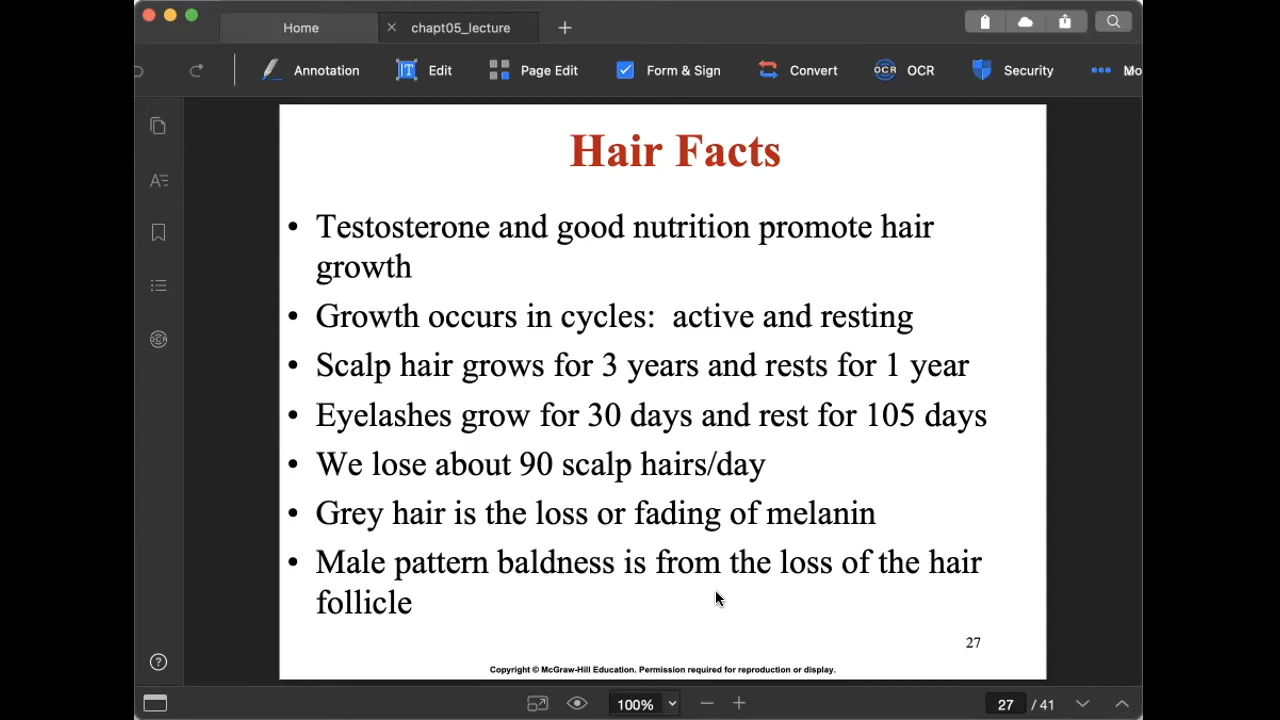 Home
chapt05_lecture
Annotation
Edit
Page Edit
Form & Sign
Convert
OCR
OCR
Security
Mo
Hair Facts
• Testosterone and good nutrition promote hair
growth
• Growth occurs in cycles: active and resting
• Scalp hair grows for 3 years and rests for 1 year
• Eyelashes grow for 30 days and rest for 105 days
• We lose about 90 scalp hairs/day
• Grey hair is the loss or fading of melanin
• Male pattern baldness is from the loss of the hair
follicle
27
Copyright © McGraw-Hill Education. Permission required for reproduction or display.
100%
27 / 41